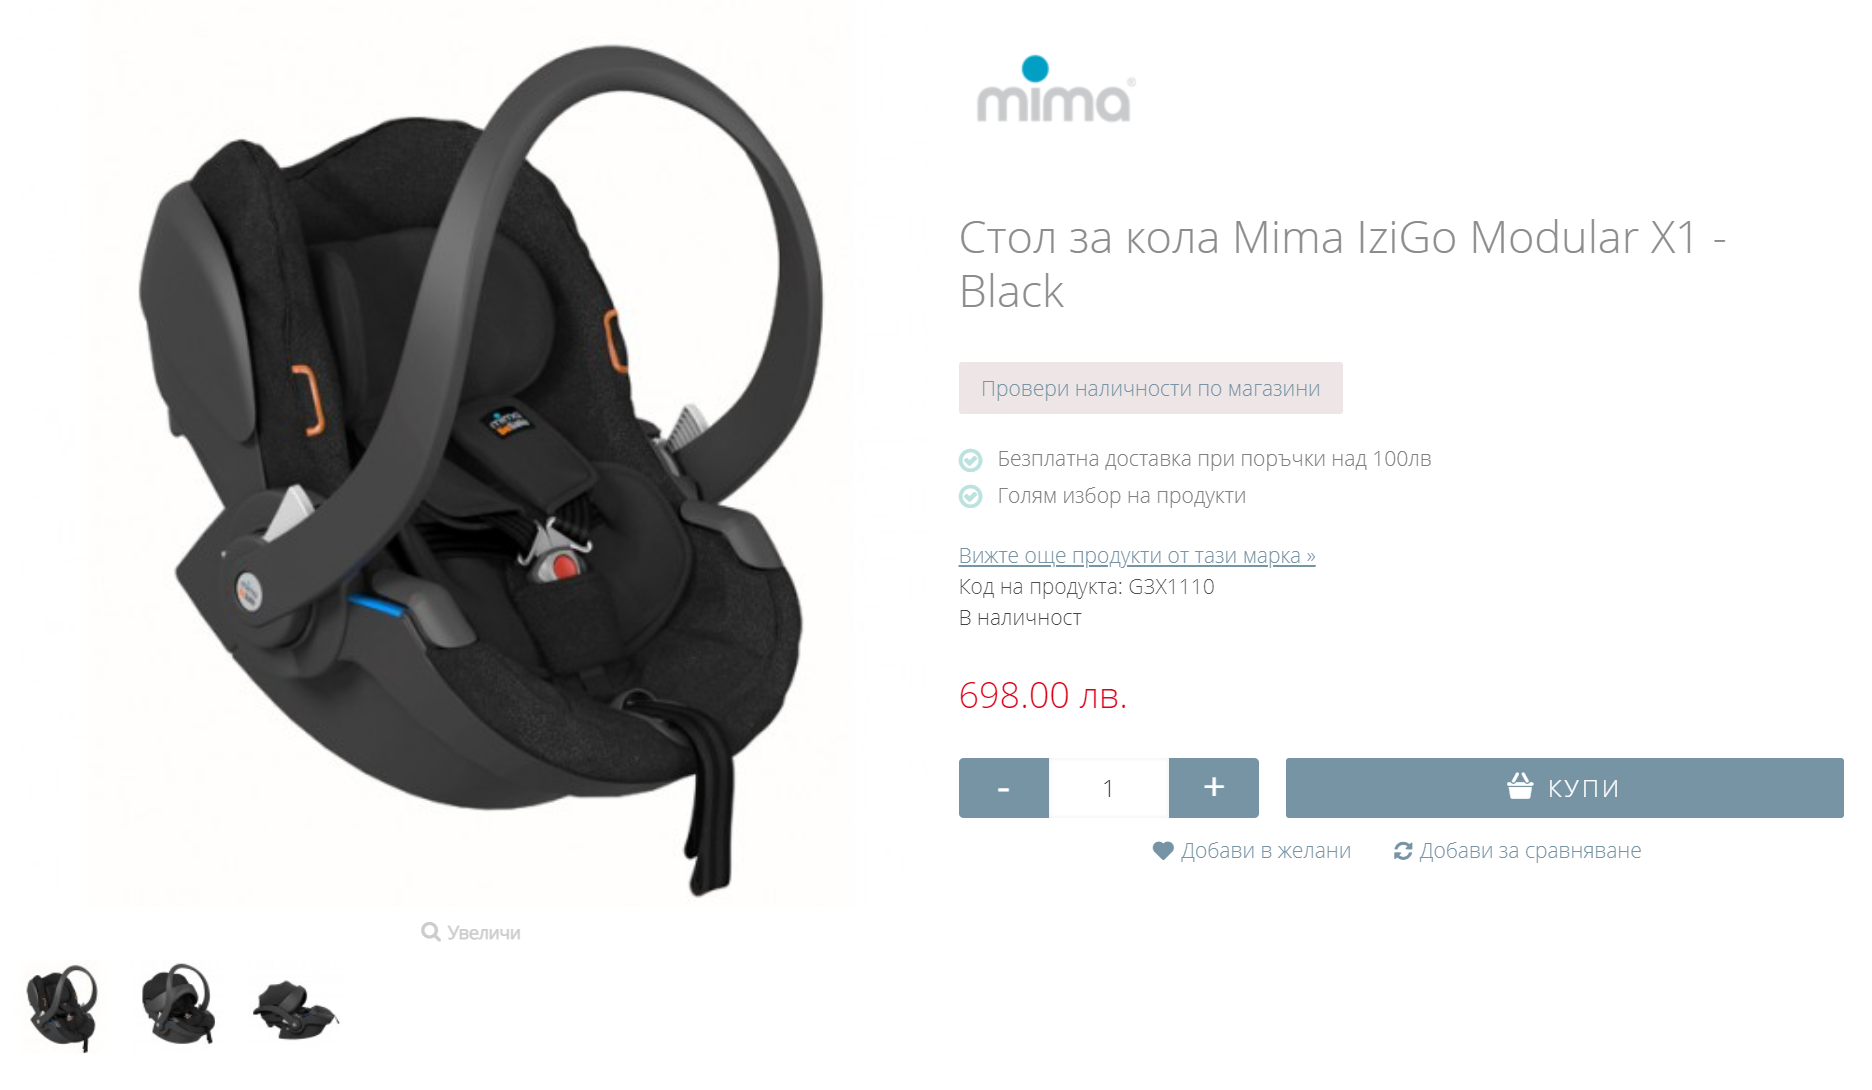 mima®
Стол за кола Mima IziGo Modular X1 -
Black
Провери наличности по магазини
Безплатна доставка при поръчки над 100лв
Голям избор на продукти
Вижте още продукти от тази марка »
Код на продукта: G3X1110
В наличност
698.00 лв.
- 1 + КУПИ
Добави в желани Добави за сравняване
mima
Увеличи